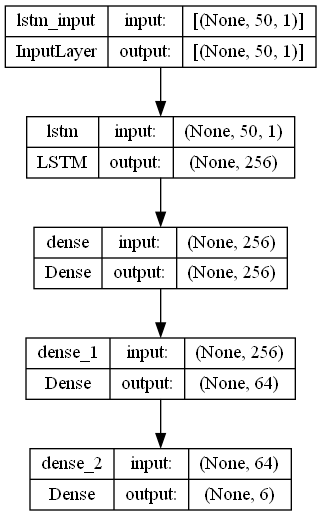 lstm_input input: [(None, 50, 1)]
InputLayer output: [(None, 50, 1)]
lstm input: (None, 50, 1)
LSTM output: (None, 256)
dense input: (None, 256)
Dense output: (None, 256)
dense_1 input: (None, 256)
Dense output: (None, 64)
dense_2 input: (None, 64)
Dense output: (None, 6)